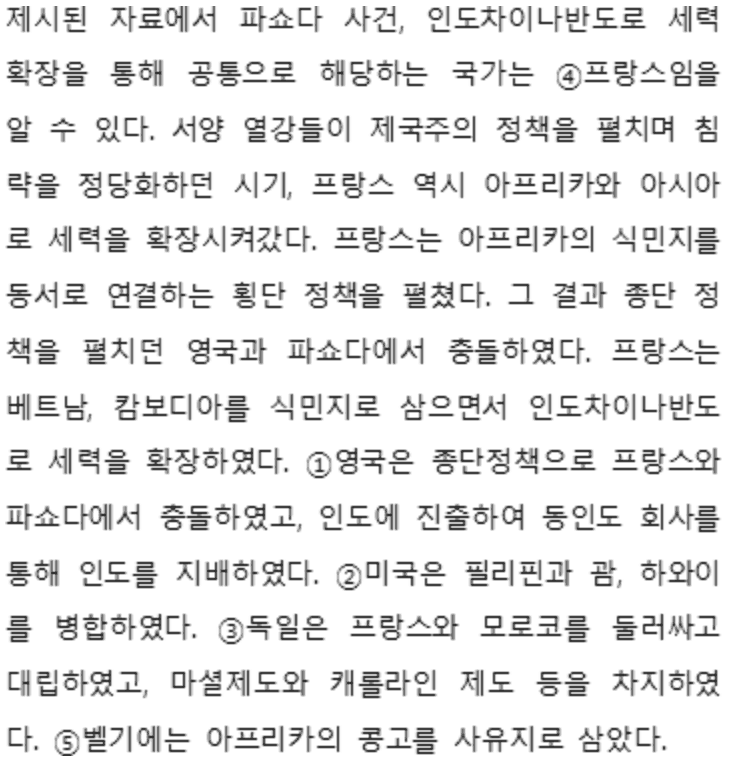 제시된 자료에서 파쇼다 사건, 인도차이나반도로 세력
확장을 통해 공통으로 해당하는 국가는 ④프랑스임을
알 수 있다. 서양 열강들이 제국주의 정책을 펼치며 침
략을 정당화하던 시기, 프랑스 역시 아프리카와 아시아
로 세력을 확장시켜갔다. 프랑스는 아프리카의 식민지를
동서로 연결하는 횡단 정책을 펼쳤다. 그 결과 종단 정
책을 펼치던 영국과 파쇼다에서 충돌하였다. 프랑스는
베트남, 캄보디아를 식민지로 삼으면서 인도차이나반도
로 세력을 확장하였다. ①영국은 종단정책으로 프랑스와
파쇼다에서 충돌하였고, 인도에 진출하여 동인도 회사를
통해 인도를 지배하였다. ②미국은 필리핀과 괌, 하와이
를 병합하였다. ③독일은 프랑스와 모로코를 둘러싸고
대립하였고, 마셜제도와 캐롤라인 제도 등을 차지하였
다. ⑤벨기에는 아프리카의 콩고를 사유지로 삼았다.